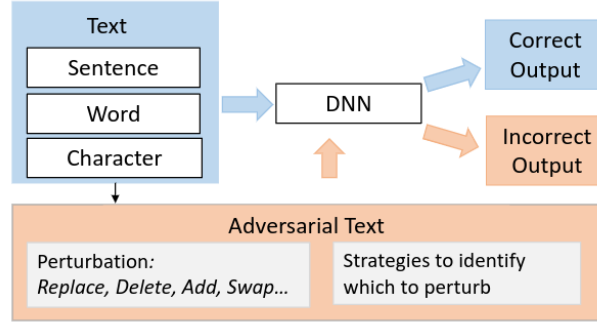 Text
Sentence
Word
Character
DNN
Correct
Output
Incorrect
Output
Adversarial Text
Perturbation:
Replace, Delete, Add, Swap...
Strategies to identify
which to perturb